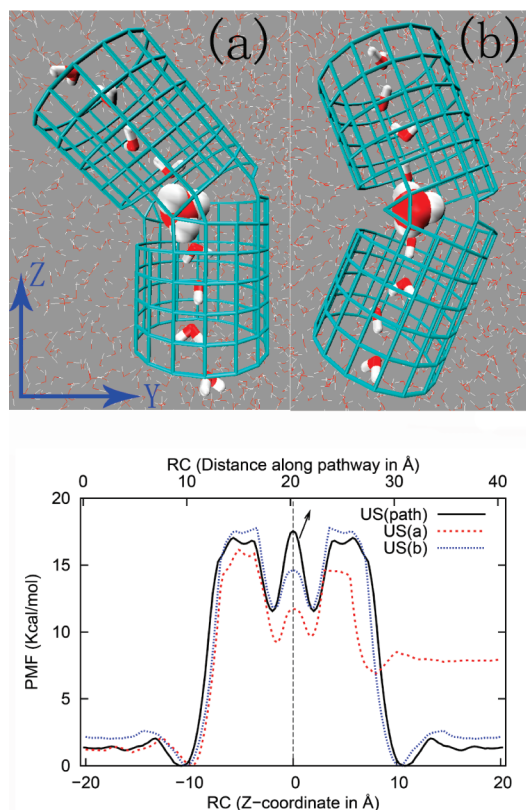 (a)
(b)
Z
Y
RC (Distance along pathway in Å)
0 10 20 30 40
20
15
10
5
0
PMF (Kcal/mol)
US(path)
US(a)
US(b)
−20 −10 0 10 20
RC (Z−coordinate in Å)